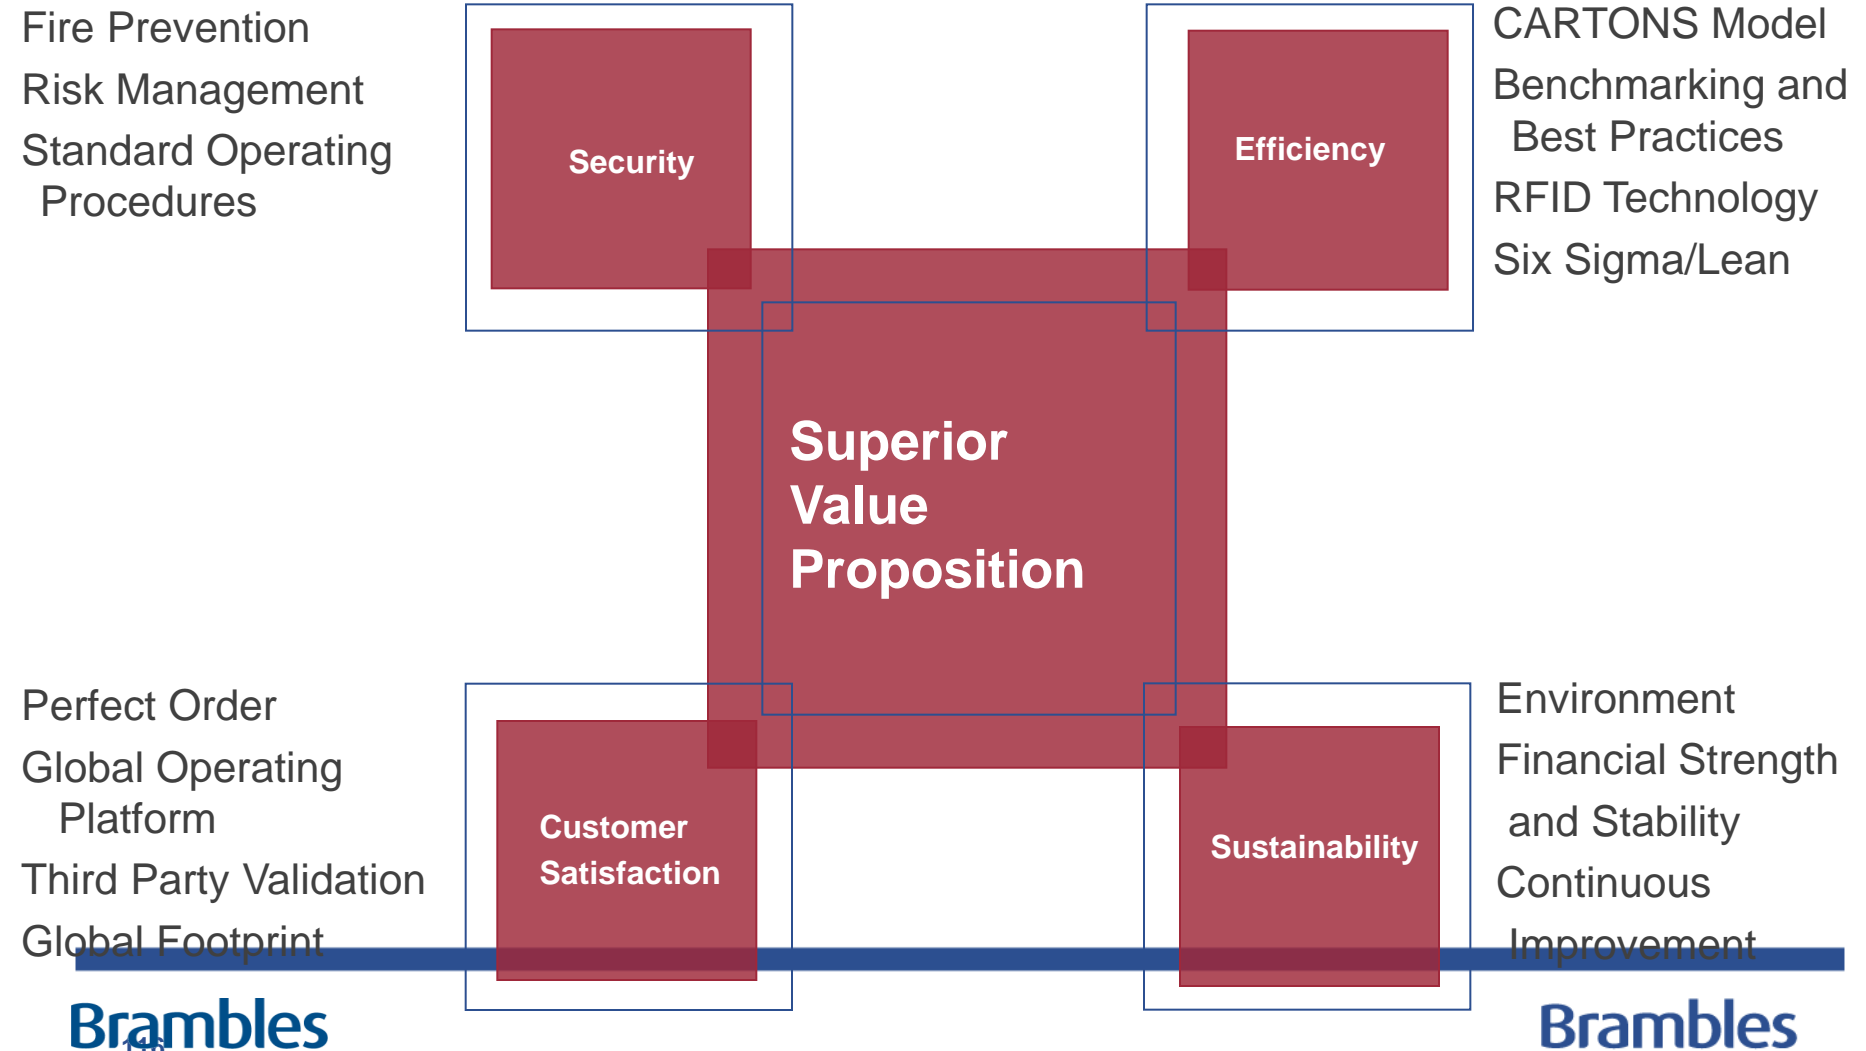 Fire Prevention
Risk Management
Standard Operating
Procedures
Security
Efficiency
CARTONS Model
Benchmarking and
Best Practices
RFID Technology
Six Sigma/Lean
Superior
Value
Proposition
Perfect Order
Global Operating
Platform
Third Party Validation
Global Footprint
Customer
Satisfaction
Sustainability
Environment
Financial Strength
and Stability
Continuous
Improvement
Brambles
116
Brambles